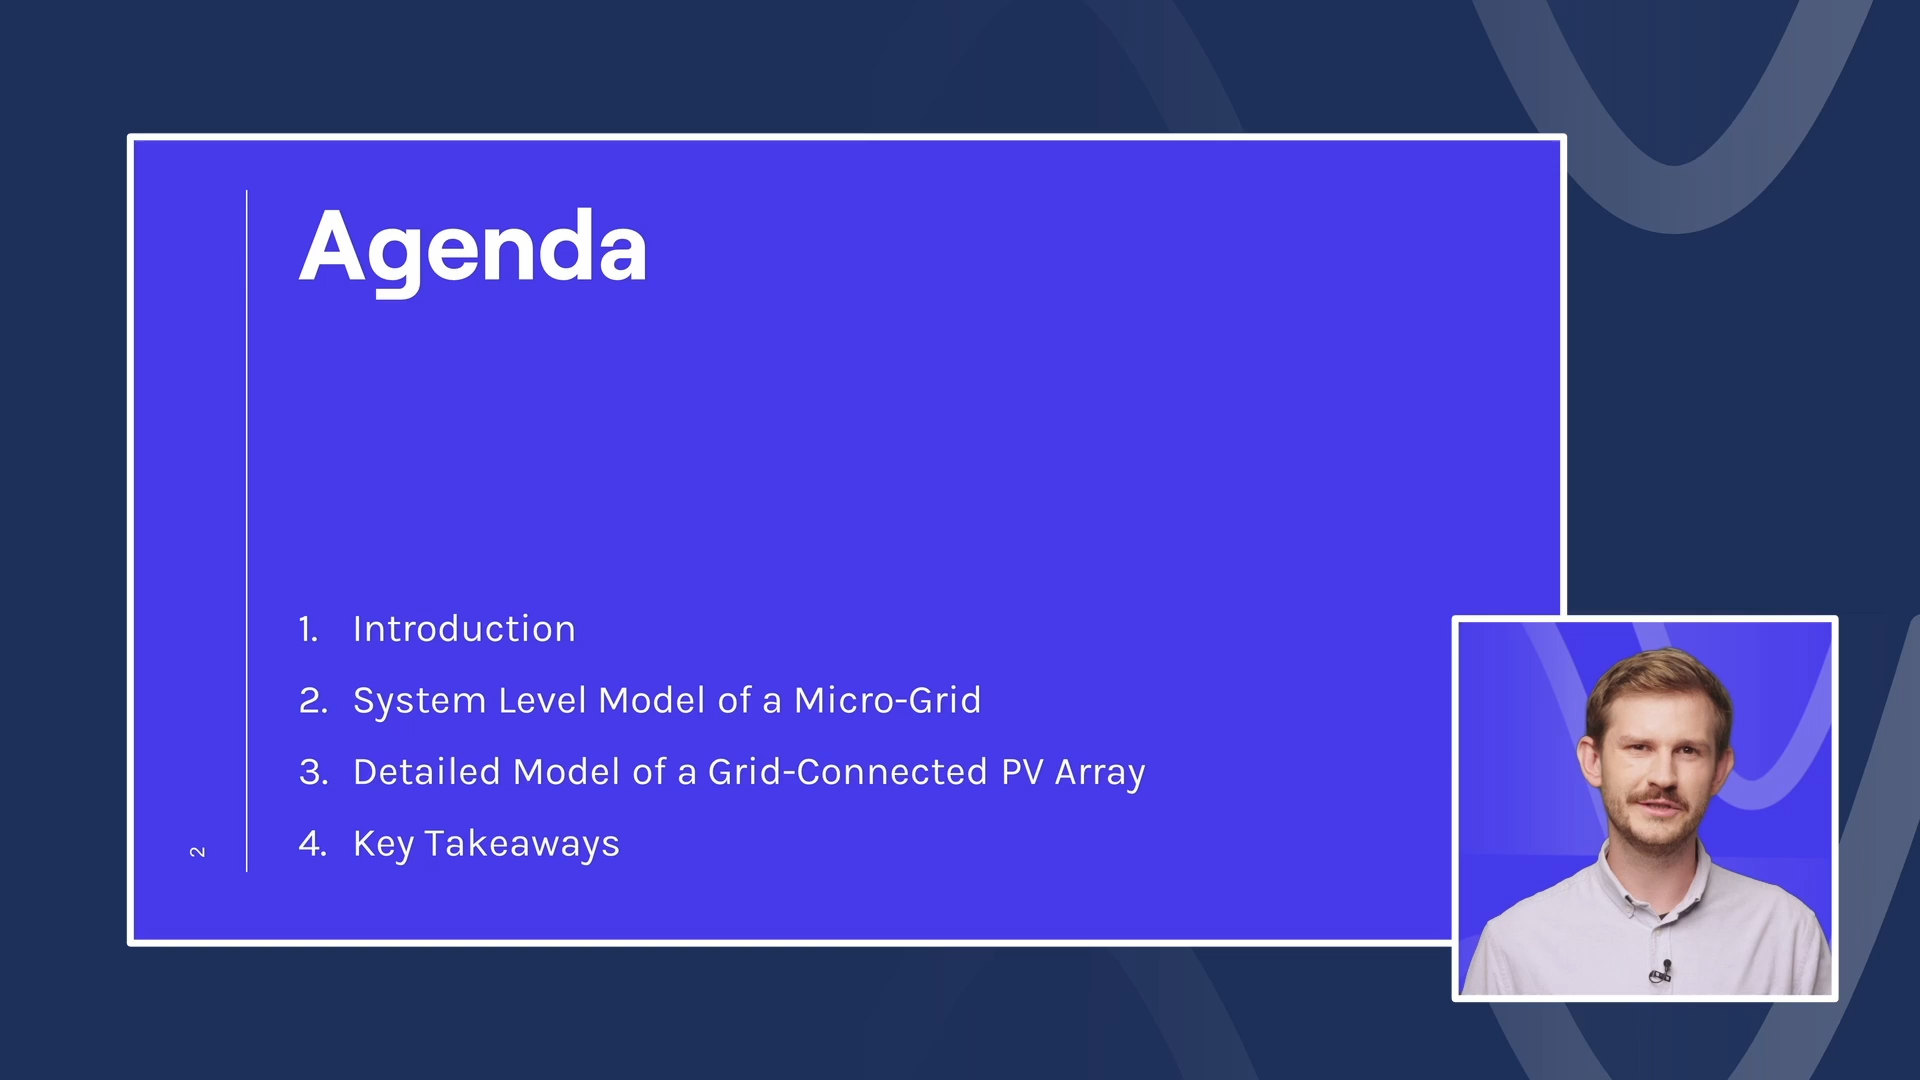 Agenda
1. Introduction
2. System Level Model of a Micro-Grid
3. Detailed Model of a Grid-Connected PV Array
4. Key Takeaways
2